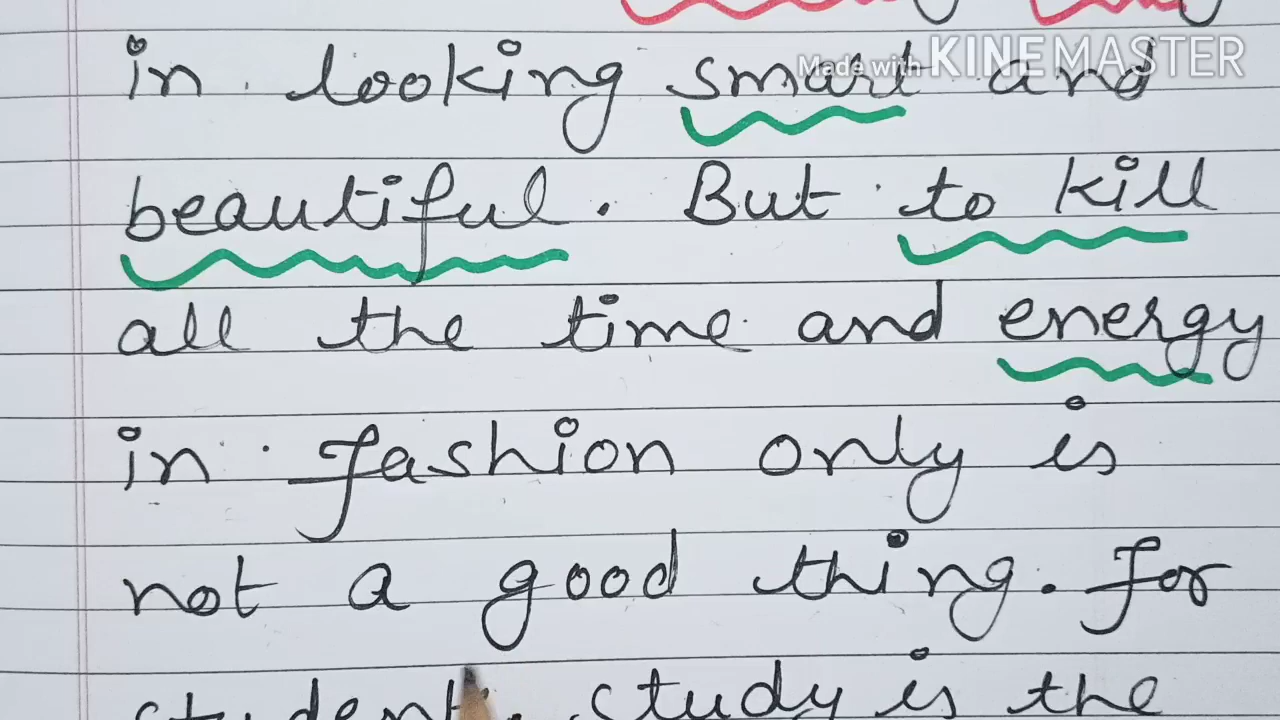 Made with KINEMASTER
in looking smart and
beautiful. But to kill
all the time and energy
in fashion only is
not a good thing. For
student, study is the